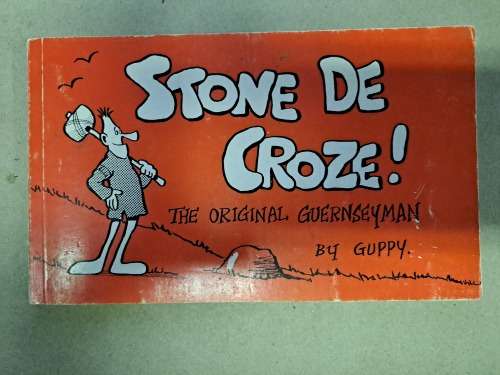 STONE DE
CROZE!
THE ORIGINAL GUERNSEYMAN
BY GUPPY.